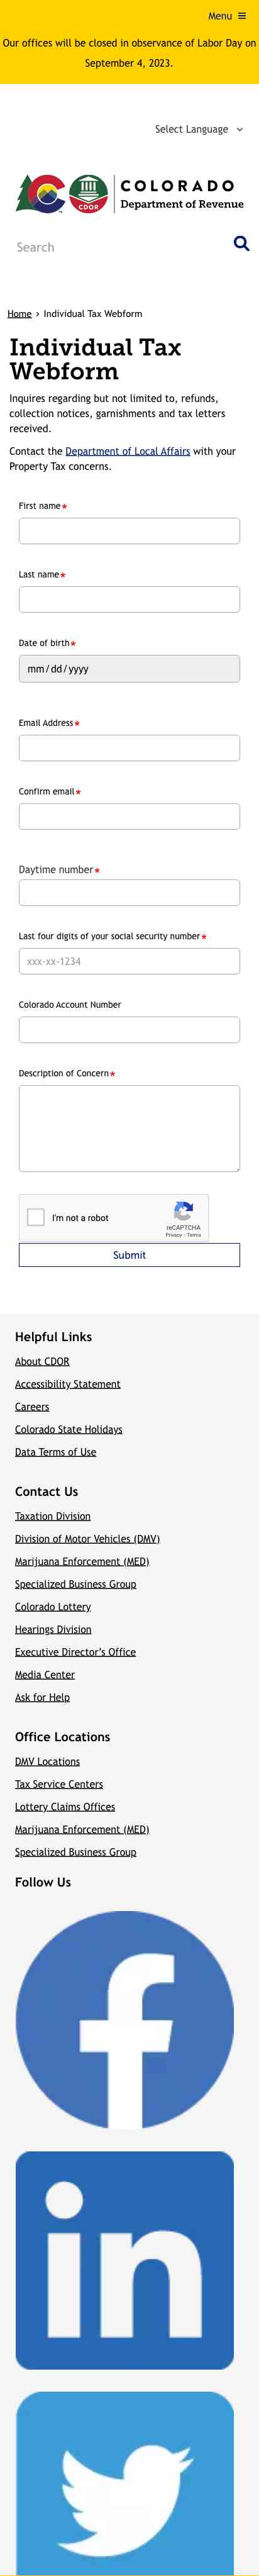 Menu ≡
Our offices will be closed in observance of Labor Day on
September 4, 2023.
Select Language
CDOR
COLORADO
Department of Revenue
Search
Home › Individual Tax Webform
Individual Tax
Webform
Inquires regarding but not limited to, refunds,
collection notices, garnishments and tax letters
received.
Contact the Department of Local Affairs with your
Property Tax concerns.
First name*
Last name*
Date of birth*
mm/dd/yyyy
Email Address*
Confirm email*
Daytime number*
Last four digits of your social security number*
xxx-xx-1234
Colorado Account Number
Description of Concern*
I'm not a robot
reCAPTCHA
Privacy - Terms
Submit
Helpful Links
About CDOR
Accessibility Statement
Careers
Colorado State Holidays
Data Terms of Use
Contact Us
Taxation Division
Division of Motor Vehicles (DMV)
Marijuana Enforcement (MED)
Specialized Business Group
Colorado Lottery
Hearings Division
Executive Director's Office
Media Center
Ask for Help
Office Locations
DMV Locations
Tax Service Centers
Lottery Claims Offices
Marijuana Enforcement (MED)
Specialized Business Group
Follow Us
f
in